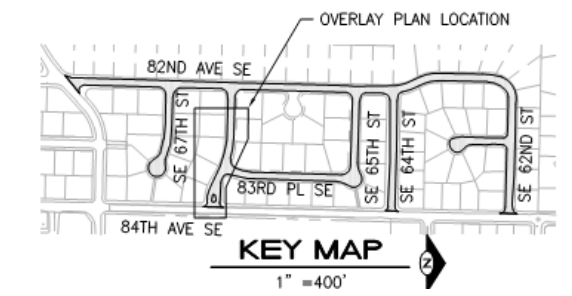 OVERLAY PLAN LOCATION
82ND AVE SE
SE 67TH ST
SE 65TH ST
SE 64TH ST
SE 62ND ST
83RD PL SE
84TH AVE SE
KEY MAP
1" =400'
N